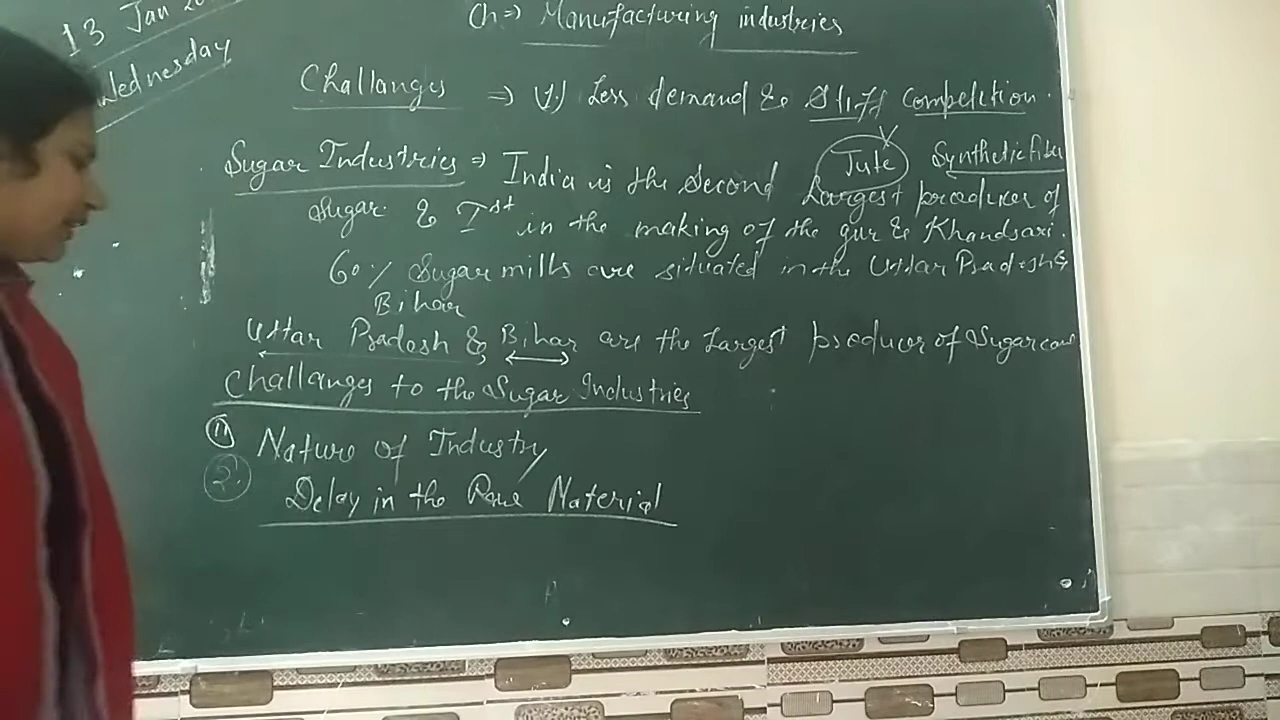 13 Jan
Wednesday
Ch⇒ Manufacturing industries
Challanges ⇒ 1.) Less demand & Stiff competition.
Jute Synthetic fiber
Sugar Industries ⇒ India is the Second Largest producer of
Sugar & Ist in the making of the gur & Khandsari.
60% Sugar mills are situated in the Uttar Pradesh &
Bihar
Uttar Pradesh & Bihar are the Largest producer of Sugarcane
Challanges to the Sugar Industries
1) Nature of Industry
2. Delay in the Raw Material